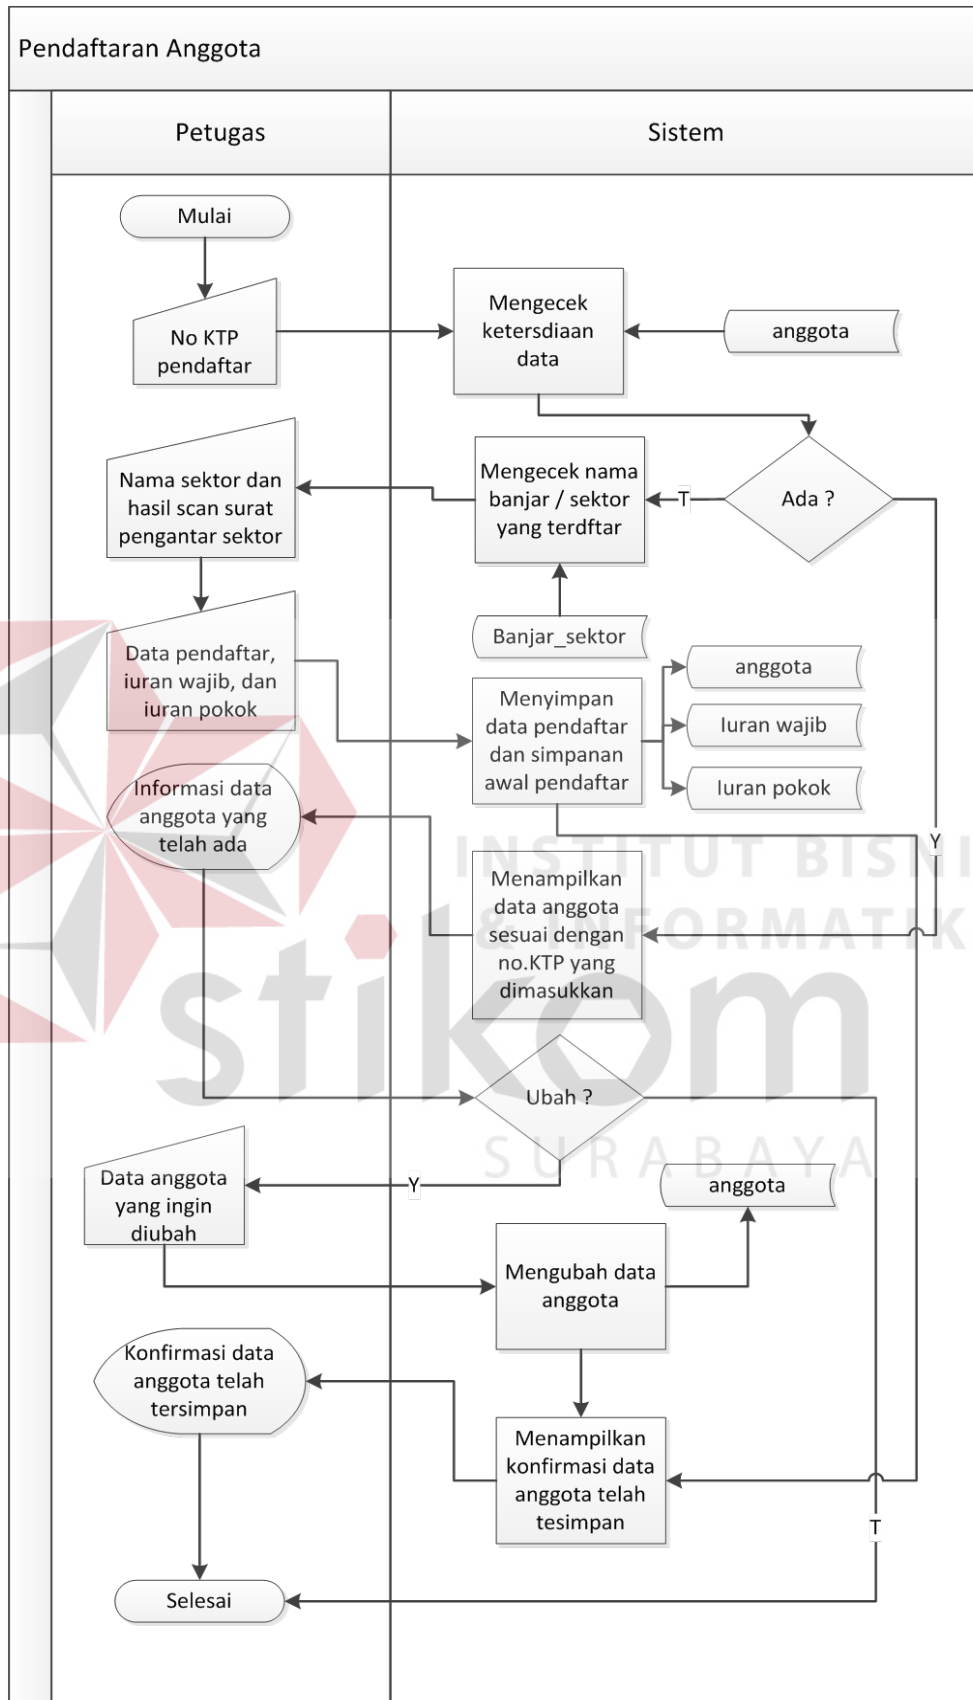 Pendaftaran Anggota
Petugas
Sistem
Mulai
No KTP
pendaftar
Mengecek
ketersdiaan
data
anggota
Ada ?
T
Mengecek nama
banjar / sektor
yang terdftar
Nama sektor dan
hasil scan surat
pengantar sektor
Banjar_sektor
Data pendaftar,
iuran wajib, dan
iuran pokok
Menyimpan
data pendaftar
dan simpanan
awal pendaftar
anggota
Iuran wajib
Iuran pokok
Informasi data
anggota yang
telah ada
Y
Menampilkan
data anggota
sesuai dengan
no.KTP yang
dimasukkan
INSTITUT BISNI
& INFORMATIK
stikom
SURABAYA
Ubah ?
Y
Data anggota
yang ingin
diubah
anggota
Mengubah data
anggota
Konfirmasi data
anggota telah
tersimpan
Menampilkan
konfirmasi data
anggota telah
tesimpan
T
Selesai